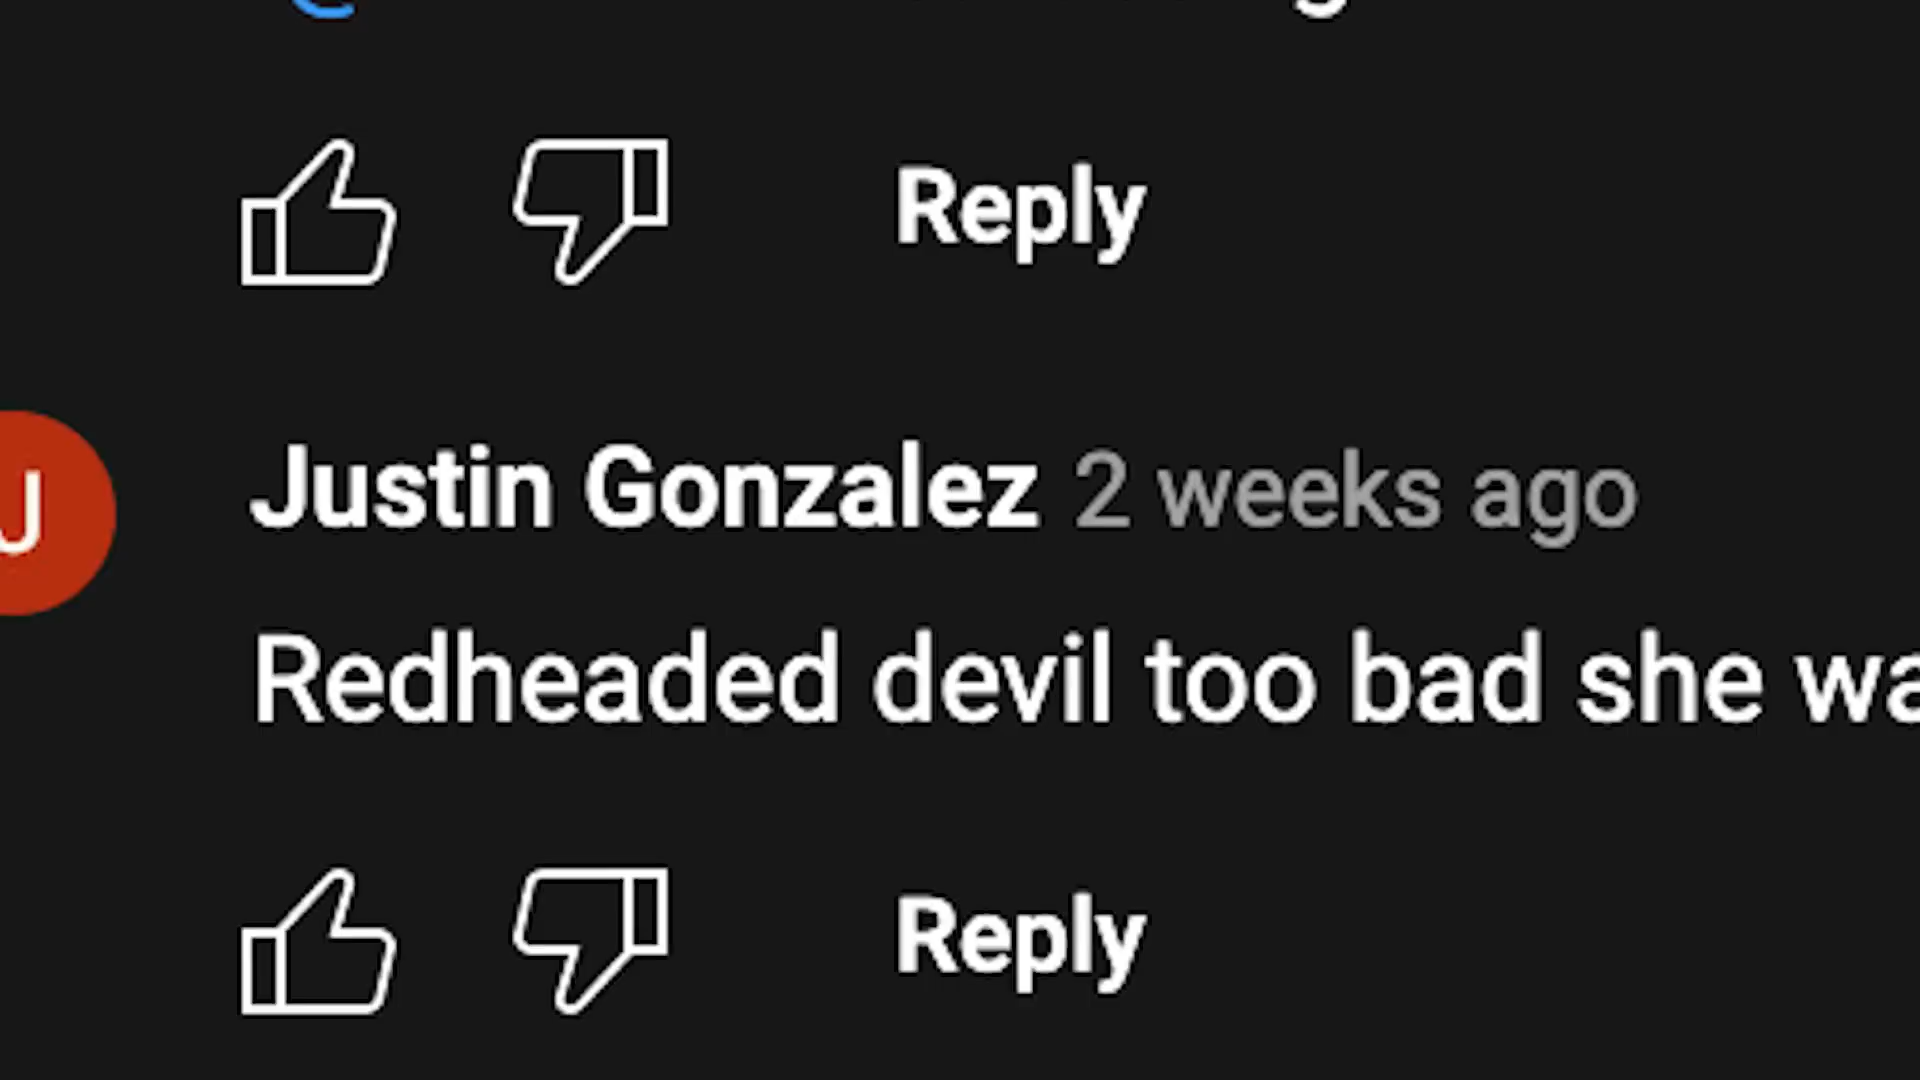 Reply
J
Justin Gonzalez 2 weeks ago
Redheaded devil too bad she
Reply